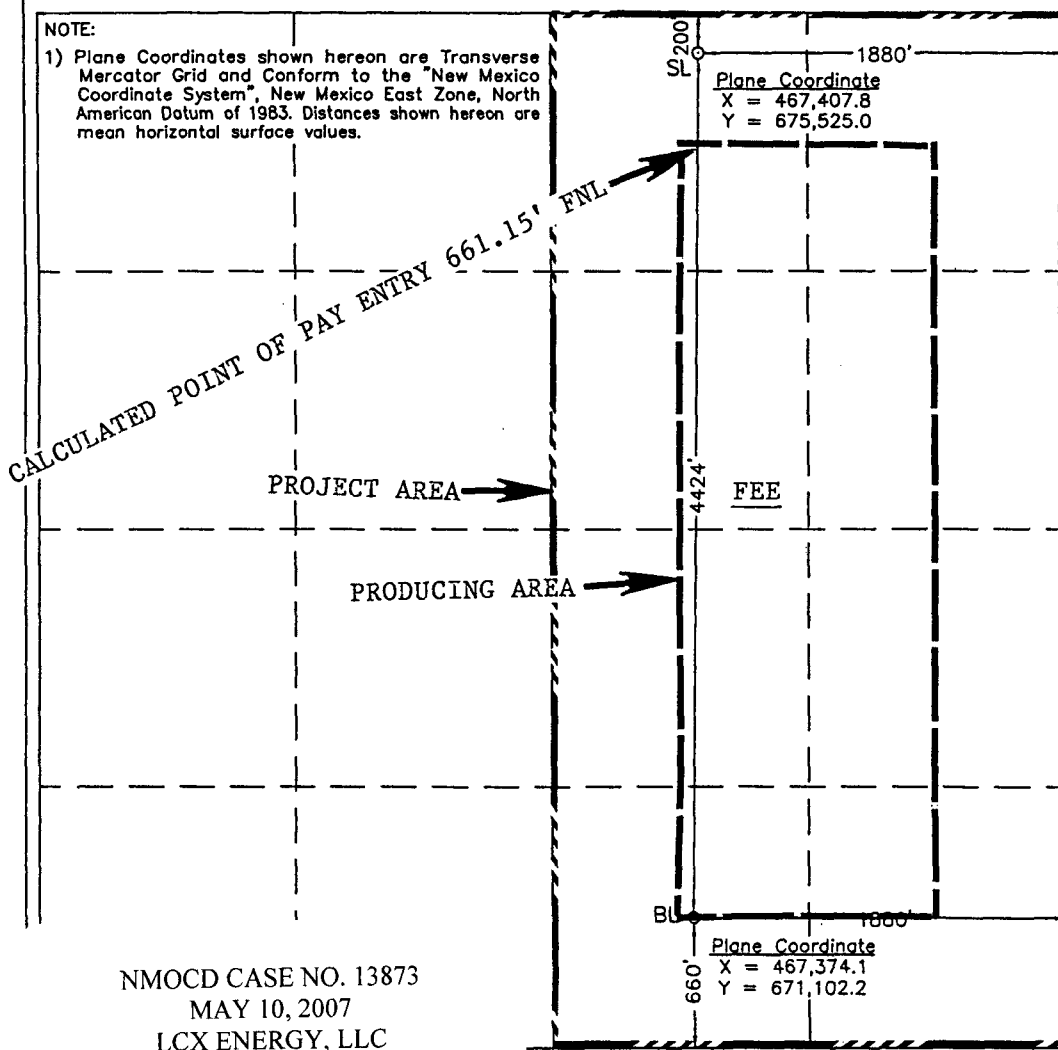 NOTE:
1) Plane Coordinates shown hereon are Transverse
Mercator Grid and Conform to the "New Mexico
Coordinate System", New Mexico East Zone, North
American Datum of 1983. Distances shown hereon are
mean horizontal surface values.
200'
SL
1880'
Plane Coordinate
X = 467,407.8
Y = 675,525.0
CALCULATED POINT OF PAY ENTRY 661.15' FNL
PROJECT AREA
4424'
FEE
PRODUCING AREA
1880'
660'
Plane Coordinate
X = 467,374.1
Y = 671,102.2
NMOCD CASE NO. 13873
MAY 10, 2007
LCX ENERGY, LLC